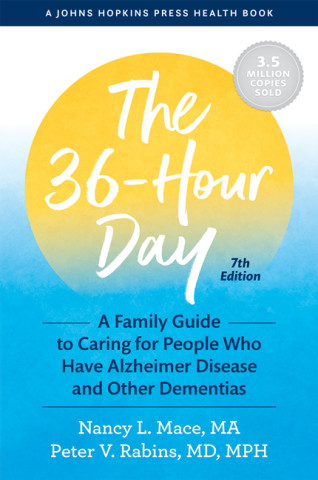 A JOHNS HOPKINS PRESS HEALTH BOOK
3.5
MILLION
COPIES
SOLD
The
36-Hour
Day
7th
Edition
A Family Guide
to Caring for People Who
Have Alzheimer Disease
and Other Dementias
Nancy L. Mace, MA
Peter V. Rabins, MD, MPH